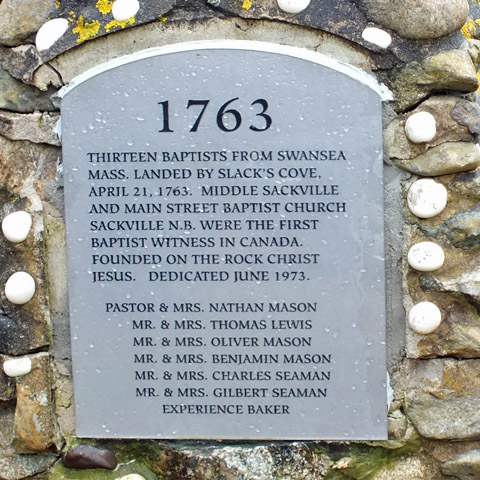 1763
THIRTEEN BAPTISTS FROM SWANSEA
MASS. LANDED BY SLACK'S COVE,
APRIL 21, 1763. MIDDLE SACKVILLE
AND MAIN STREET BAPTIST CHURCH
SACKVILLE N.B. WERE THE FIRST
BAPTIST WITNESS IN CANADA.
FOUNDED ON THE ROCK CHRIST
JESUS. DEDICATED JUNE 1973.
PASTOR & MRS. NATHAN MASON
MR. & MRS. THOMAS LEWIS
MR. & MRS. OLIVER MASON
MR. & MRS. BENJAMIN MASON
MR. & MRS. CHARLES SEAMAN
MR. & MRS. GILBERT SEAMAN
EXPERIENCE BAKER